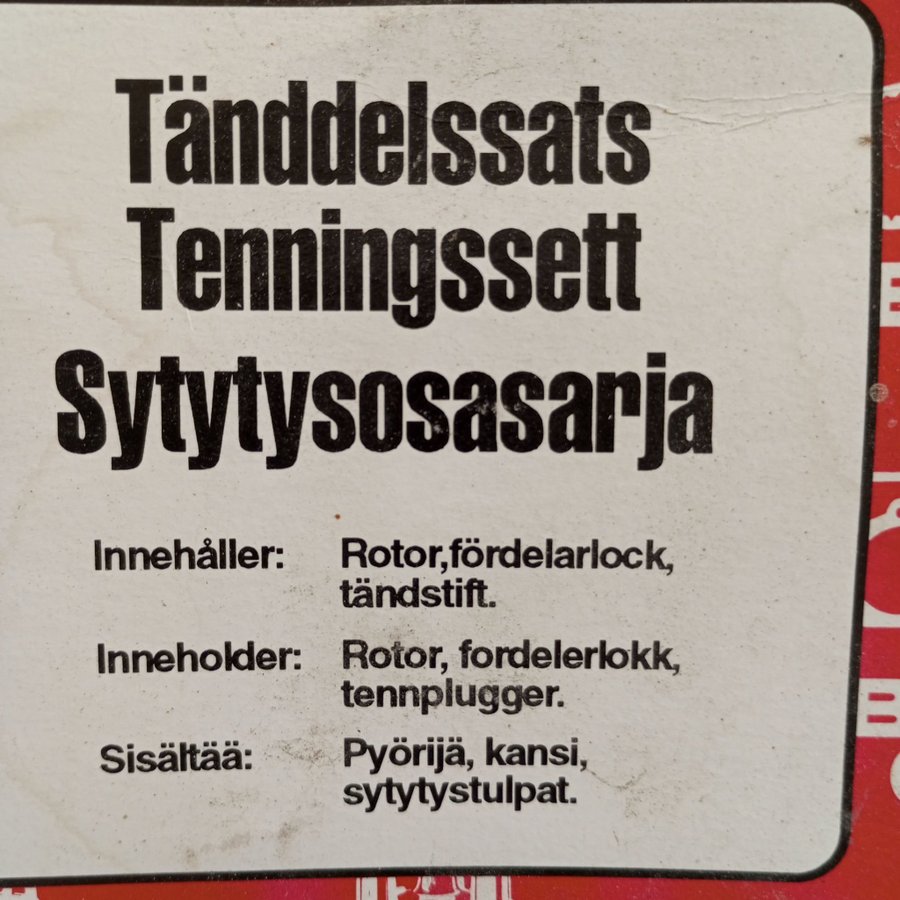 Tänddelssats
Tenningssett
Sytytysosasarja
Innehåller: Rotor,fördelarlock,
tändstift.
Inneholder: Rotor, fordelerlokk,
tennplugger.
Sisältää: Pyörijä, kansi,
sytytystulpat.